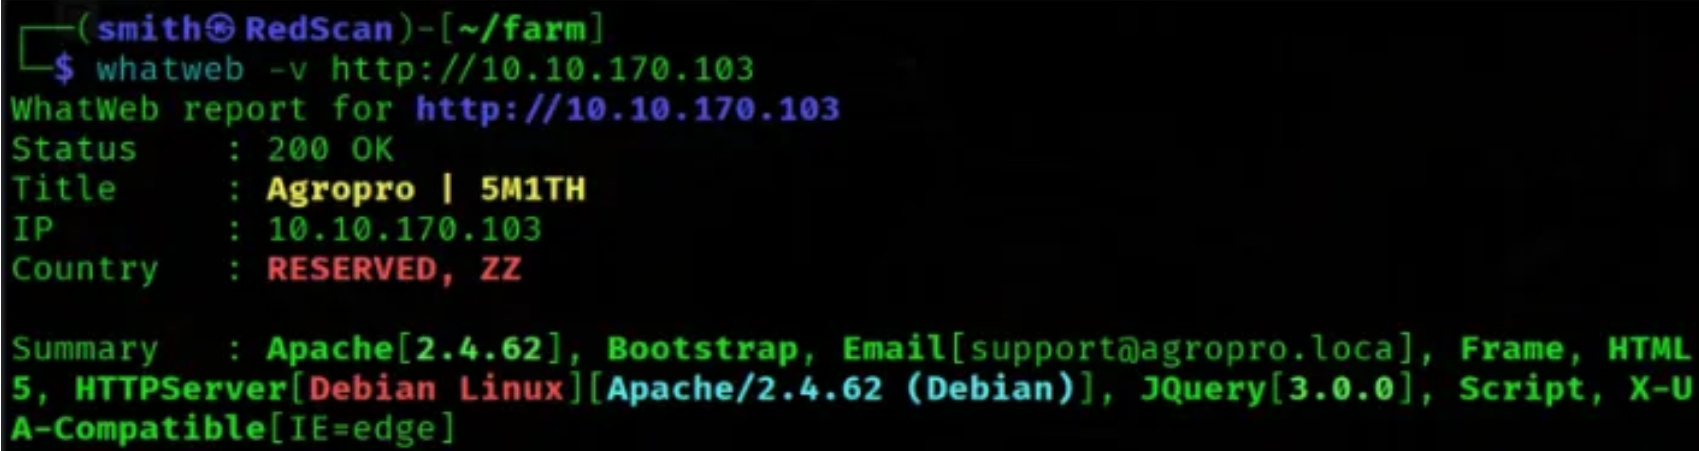 ┌──(smith㉿RedScan)-[~/farm]
└─$ whatweb -v http://10.10.170.103
WhatWeb report for http://10.10.170.103
Status    : 200 OK
Title     : Agropro | 5M1TH
IP        : 10.10.170.103
Country   : RESERVED, ZZ
Summary   : Apache[2.4.62], Bootstrap, Email[support@agropro.loca], Frame, HTML
5, HTTPServer[Debian Linux][Apache/2.4.62 (Debian)], JQuery[3.0.0], Script, X-U
A-Compatible[IE=edge]